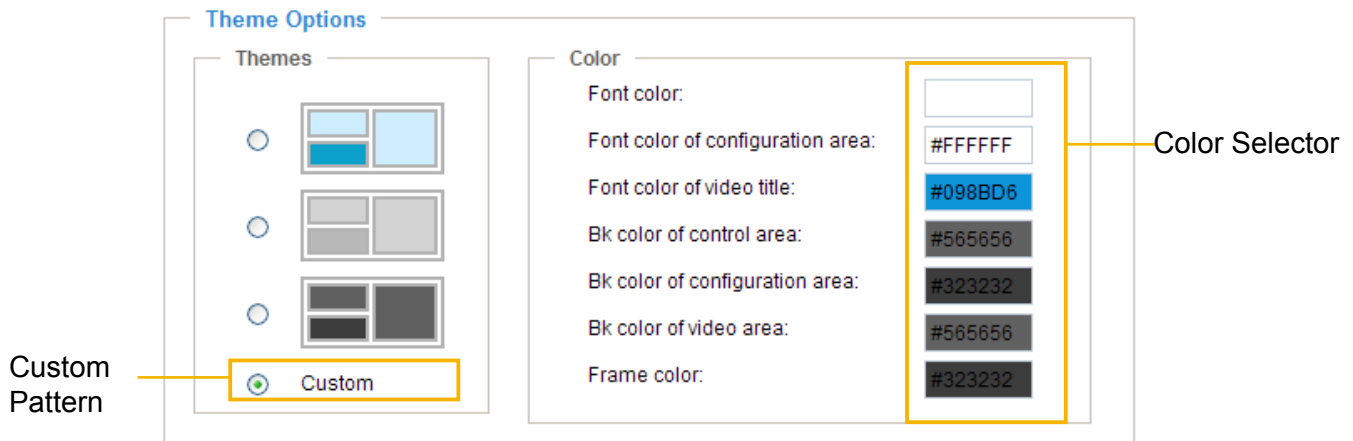 Theme Options
Themes
Custom
Color
Font color:
Font color of configuration area: #FFFFFF
Font color of video title: #098BD6
Bk color of control area: #565656
Bk color of configuration area: #323232
Bk color of video area: #565656
Frame color: #323232
Color Selector
Custom
Pattern